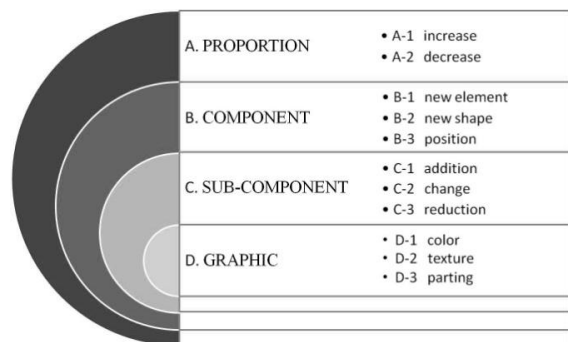 A. PROPORTION
• A-1 increase
• A-2 decrease
B. COMPONENT
• B-1 new element
• B-2 new shape
• B-3 position
C. SUB-COMPONENT
• C-1 addition
• C-2 change
• C-3 reduction
D. GRAPHIC
• D-1 color
• D-2 texture
• D-3 parting